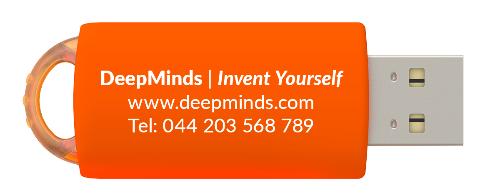 DeepMinds | Invent Yourself
www.deepminds.com
Tel: 044 203 568 789